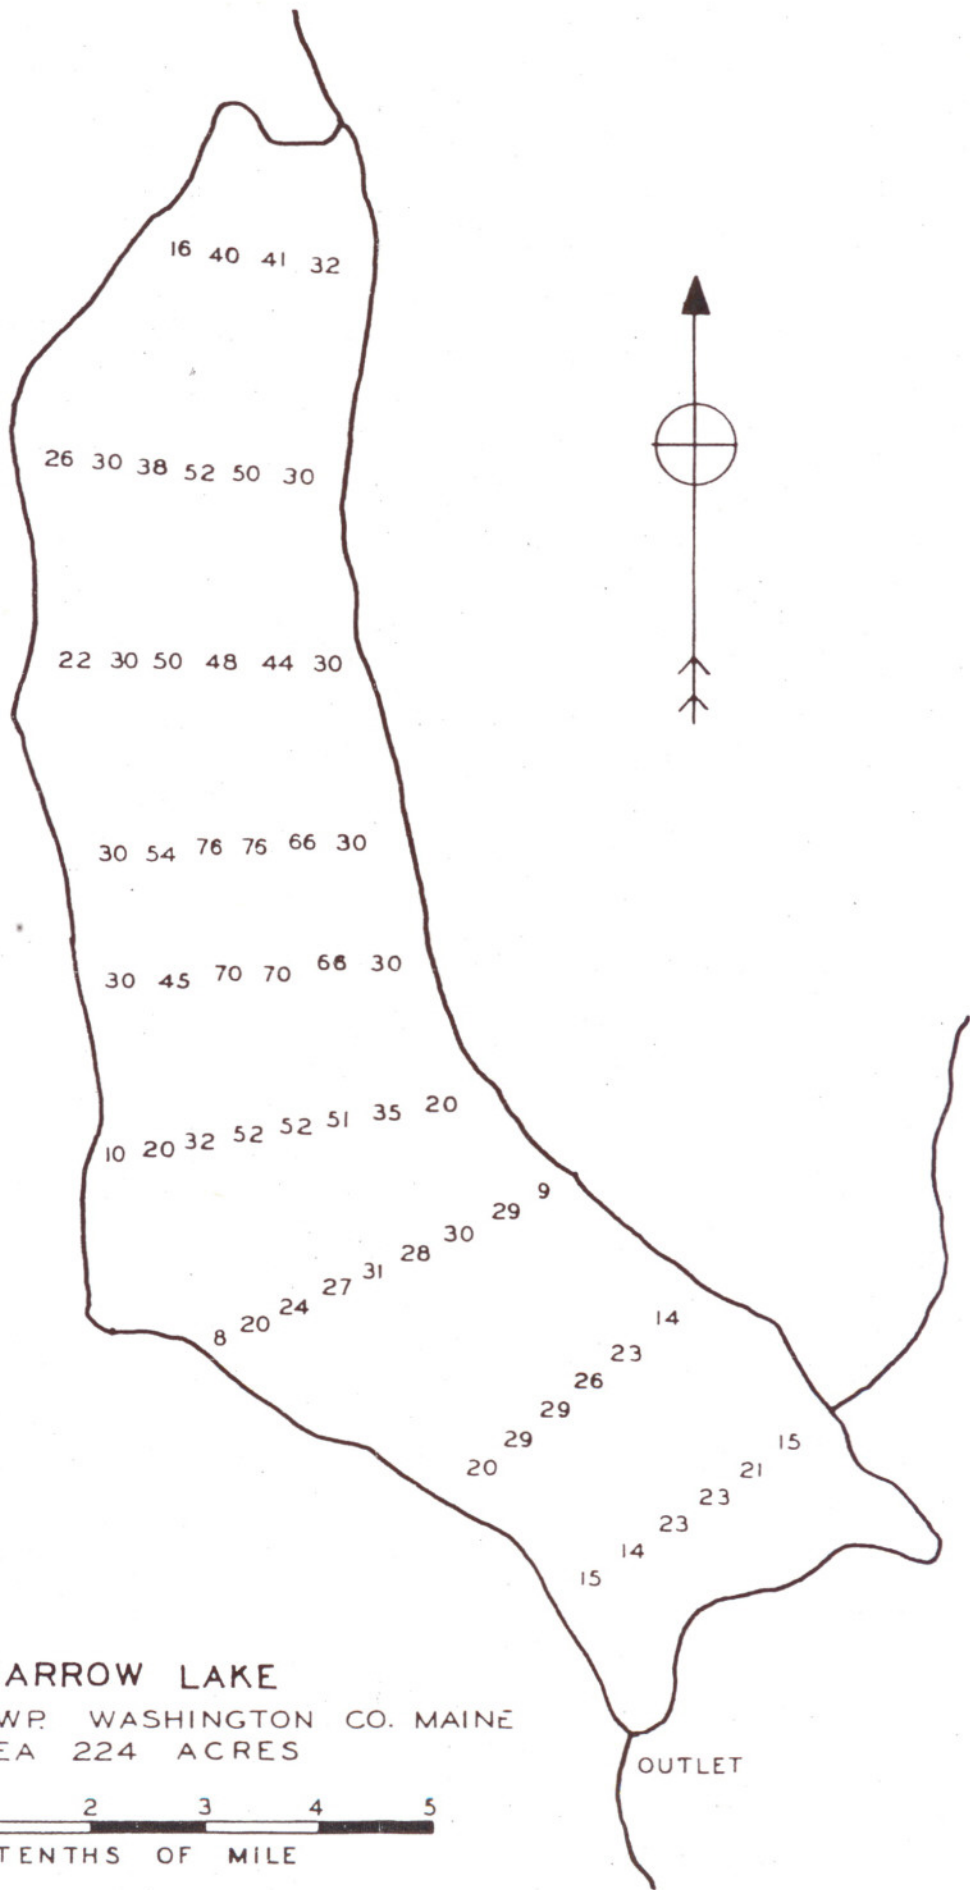 16 40 41 32
26 30 38 52 50 30
22 30 50 48 44 30
30 54 76 75 66 30
30 45 70 70 66 30
10 20 32 52 52 51 35 20
8 20 24 27 31 28 30 29 9
20 29 29 26 23 14
15 14 23 23 21 15
ARROW LAKE
WP. WASHINGTON CO. MAINE
EA 224 ACRES
OUTLET
2 3 4 5
TENTHS OF MILE